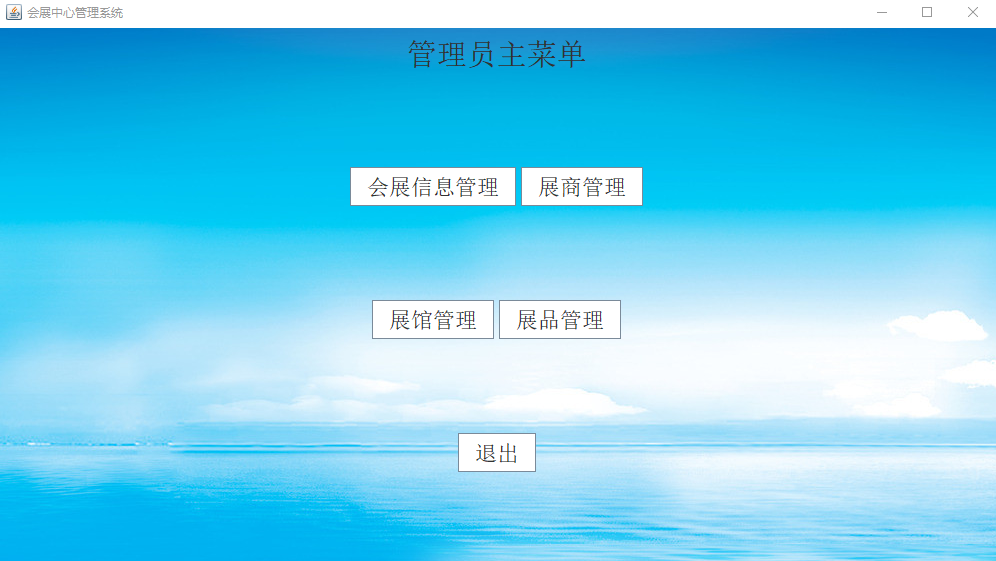 会展中心管理系统
管理员主菜单
会展信息管理 展商管理
展馆管理 展品管理
退出